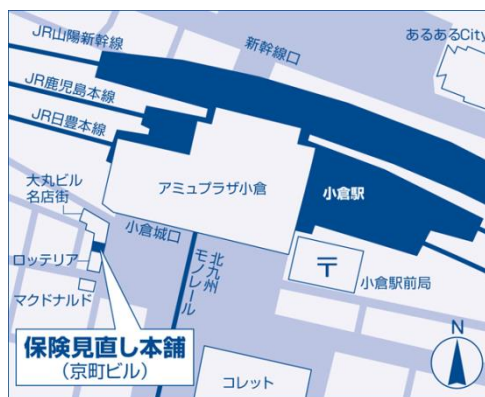 JR山陽新幹線
新幹線口
あるあるCity
JR鹿児島本線
JR日豊本線
アミュプラザ小倉
小倉駅
大丸ビル
名店街
小倉城口
北九州
モノレール
〒
小倉駅前局
ロッテリア
マクドナルド
保険見直し本舗
(京町ビル)
コレット
N